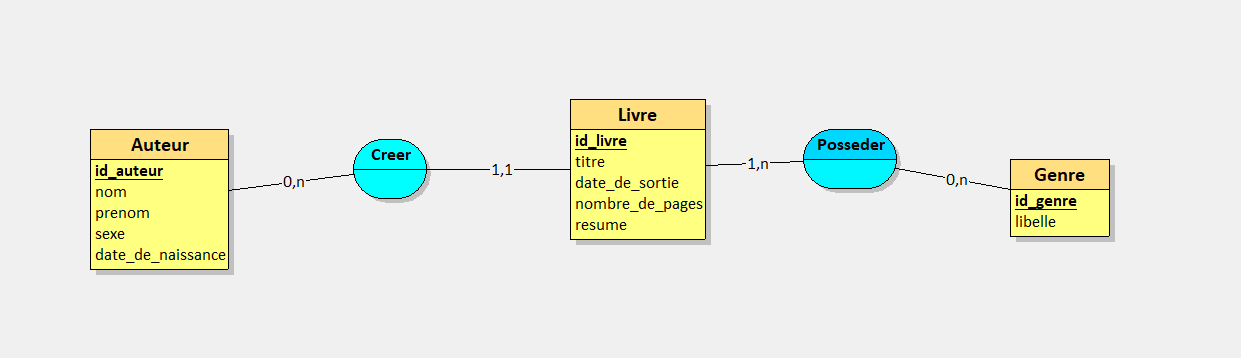 Auteur
id_auteur
nom
prenom
sexe
date_de_naissance
0,n
Creer
1,1
Livre
id_livre
titre
date_de_sortie
nombre_de_pages
resume
1,n
Posseder
0,n
Genre
id_genre
libelle